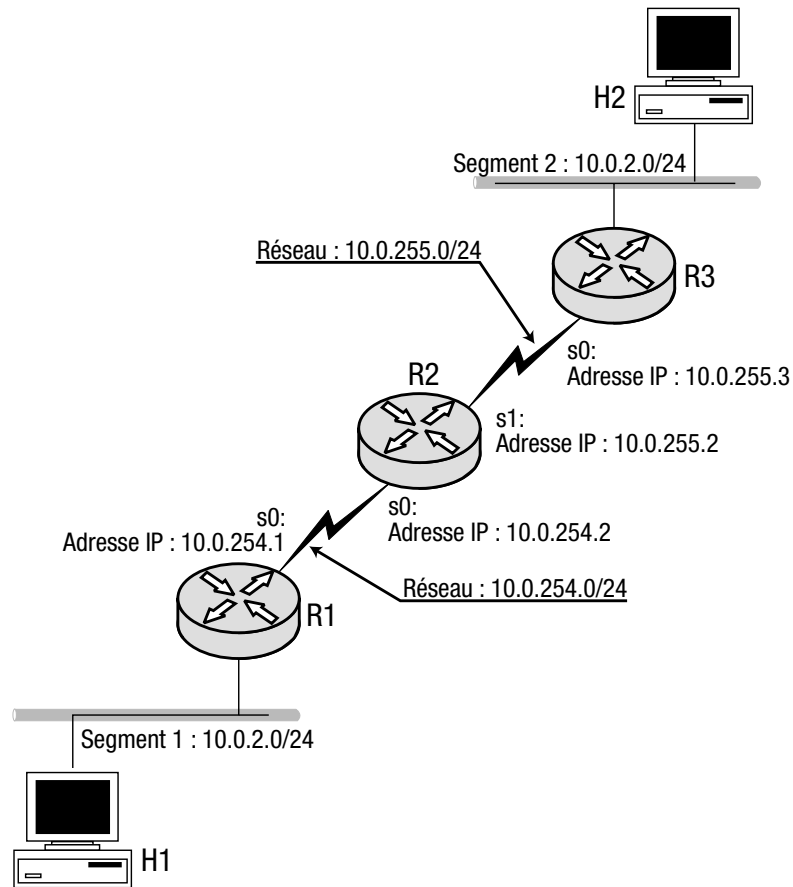 H2
Segment 2 : 10.0.2.0/24
Réseau : 10.0.255.0/24
R3
s0:
Adresse IP : 10.0.255.3
R2
s1:
Adresse IP : 10.0.255.2
s0:
Adresse IP : 10.0.254.1
s0:
Adresse IP : 10.0.254.2
Réseau : 10.0.254.0/24
R1
Segment 1 : 10.0.2.0/24
H1